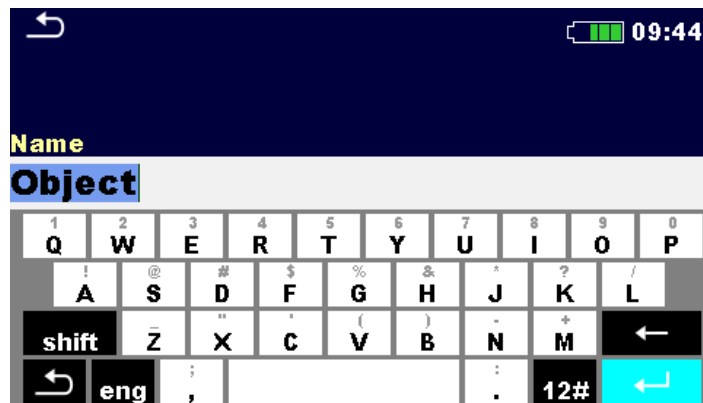 09:44
Name
Object
1 2 3 4 5 6 7 8 9 0
Q W E R T Y U I O P
! @ # $ % & * ? /
A S D F G H J K L
_ " ' ( ) - +
shift Z X C V B N M
; :
eng , . 12#